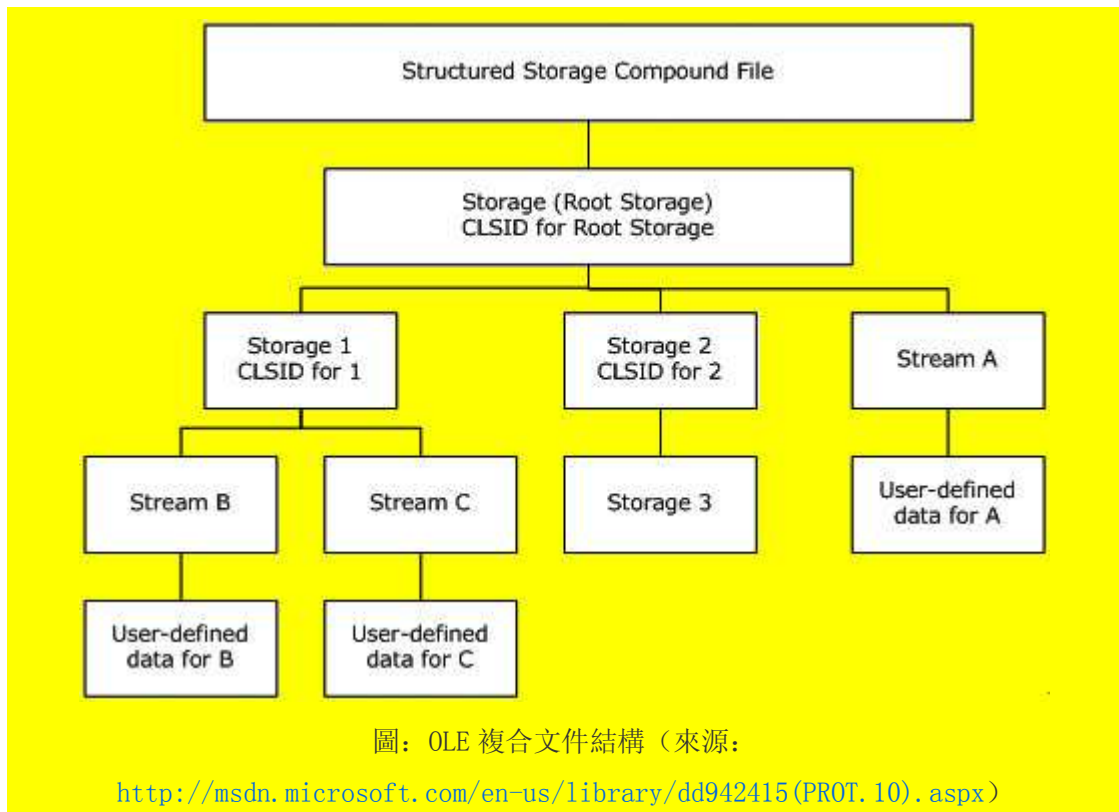 Structured Storage Compound File
Storage (Root Storage)
CLSID for Root Storage
Storage 1
CLSID for 1
Storage 2
CLSID for 2
Stream A
Stream B
Stream C
Storage 3
User-defined
data for A
User-defined
data for B
User-defined
data for C
圖：OLE 複合文件結構（來源：
http://msdn.microsoft.com/en-us/library/dd942415(PROT.10).aspx）